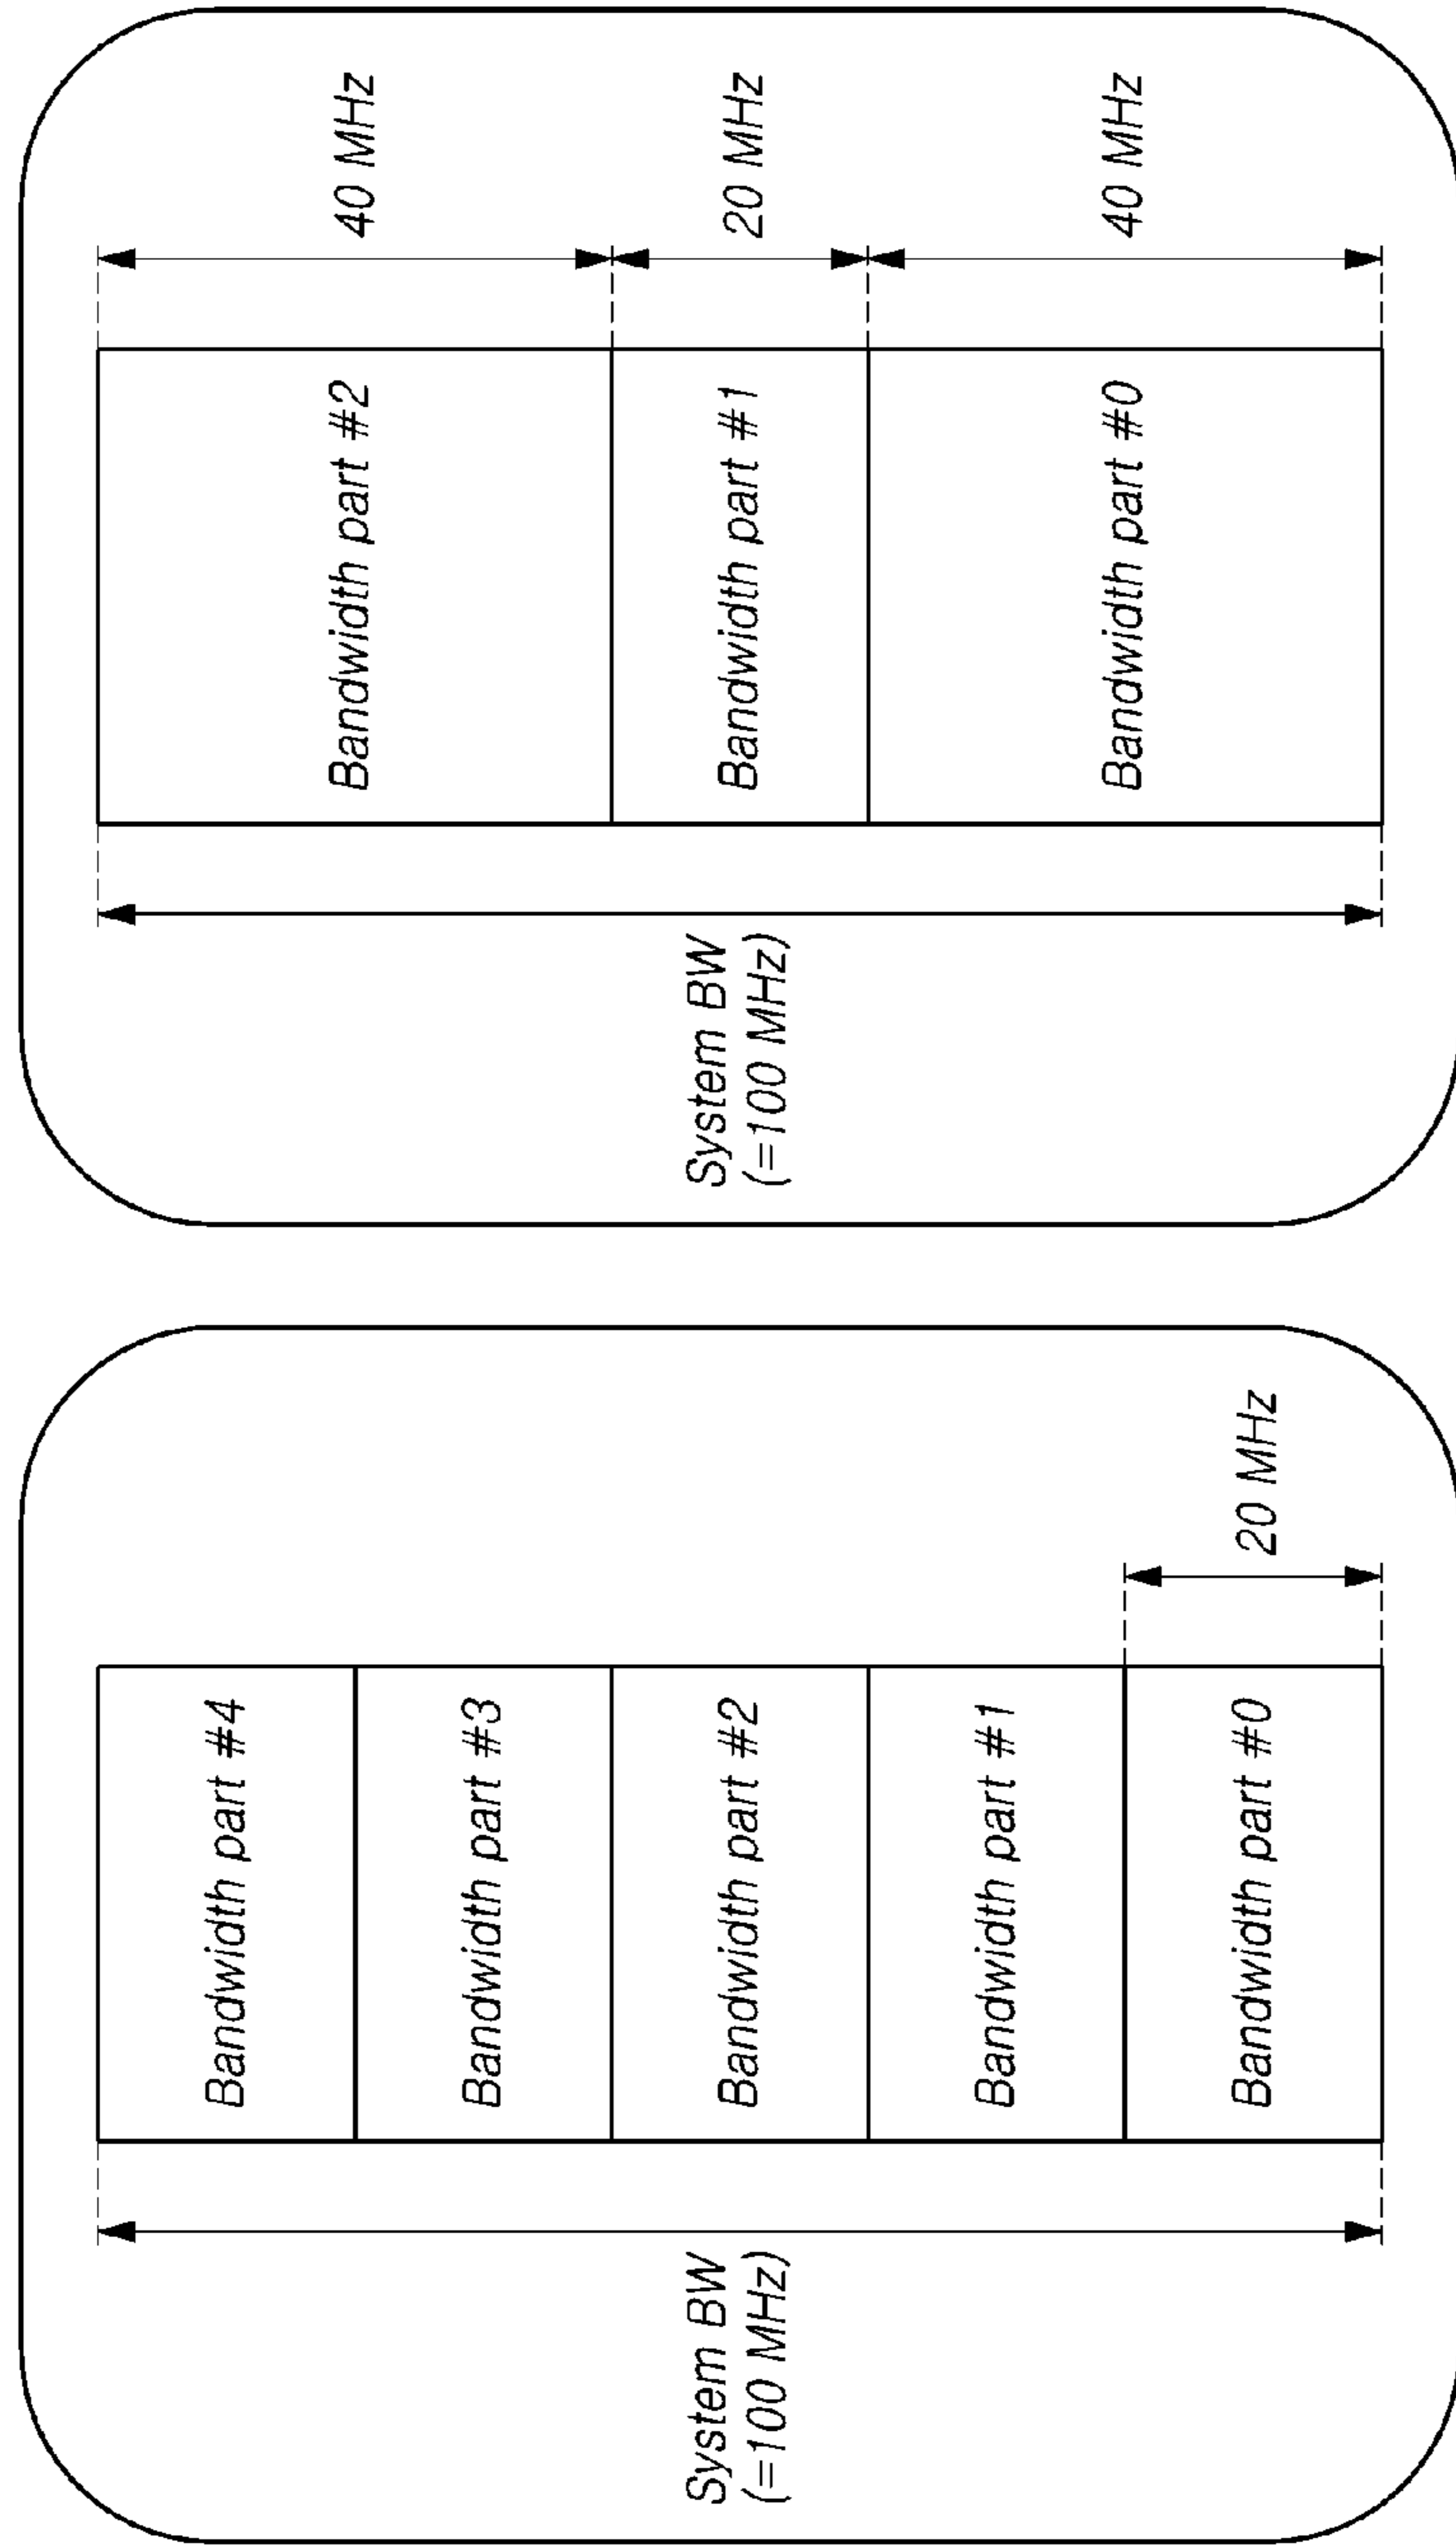 System BW
(=100 MHz)
Bandwidth part #4
Bandwidth part #3
Bandwidth part #2
Bandwidth part #1
Bandwidth part #0
20 MHz
System BW
(=100 MHz)
Bandwidth part #2
40 MHz
Bandwidth part #1
20 MHz
Bandwidth part #0
40 MHz